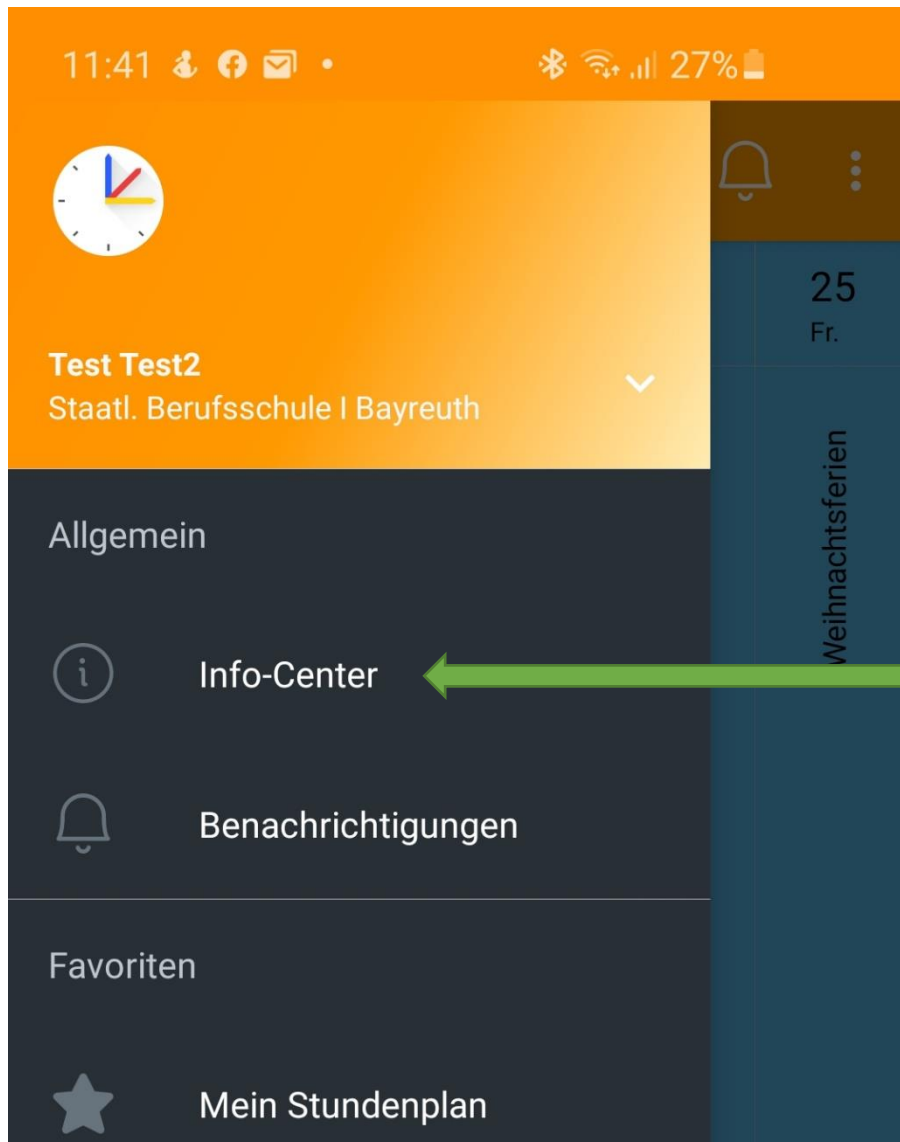 11:41
27%
Test Test2
Staatl. Berufsschule I Bayreuth
25
Fr.
Weihnachtsferien
Allgemein
Info-Center
Benachrichtigungen
Favoriten
Mein Stundenplan